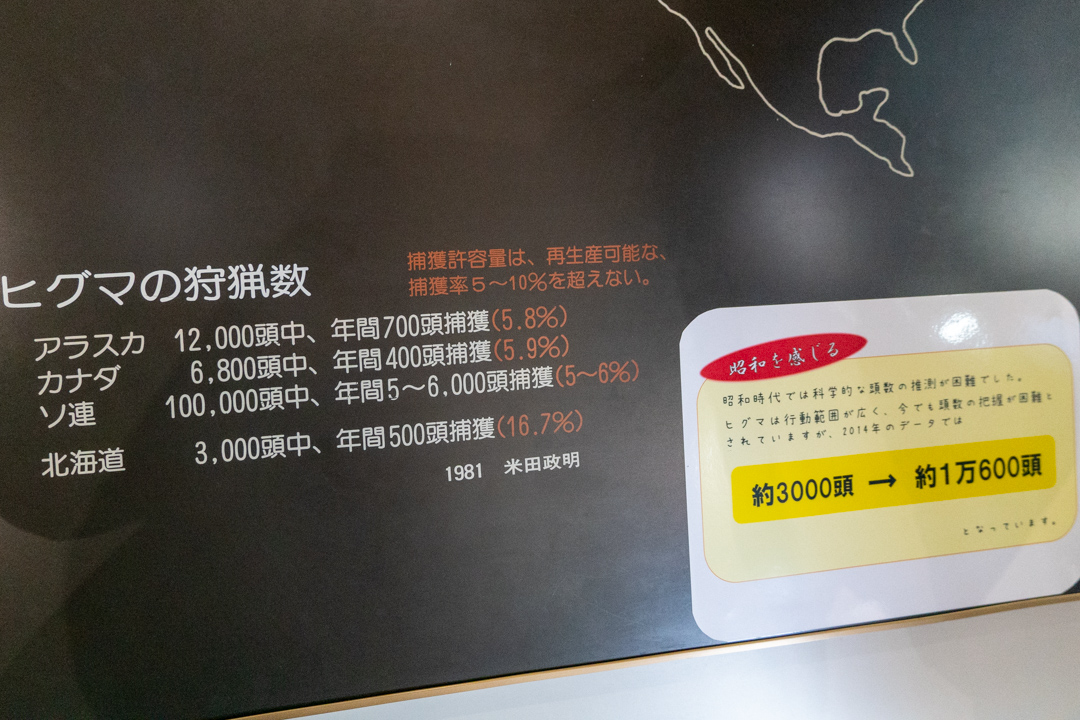 ヒグマの狩猟数
捕獲許容量は、再生産可能な、
捕獲率5〜10%を超えない。
アラスカ 12,000頭中、年間700頭捕獲(5.8%)
カナダ 6,800頭中、年間400頭捕獲(5.9%)
ソ連 100,000頭中、年間5〜6,000頭捕獲(5〜6%)
北海道 3,000頭中、年間500頭捕獲(16.7%)
1981 米田政明
昭和を感じる
昭和時代では科学的な頭数の推測が困難でした。
ヒグマは行動範囲が広く、今でも頭数の把握が困難と
されていますが、2014年のデータでは
約3000頭 → 約1万600頭
となっています。